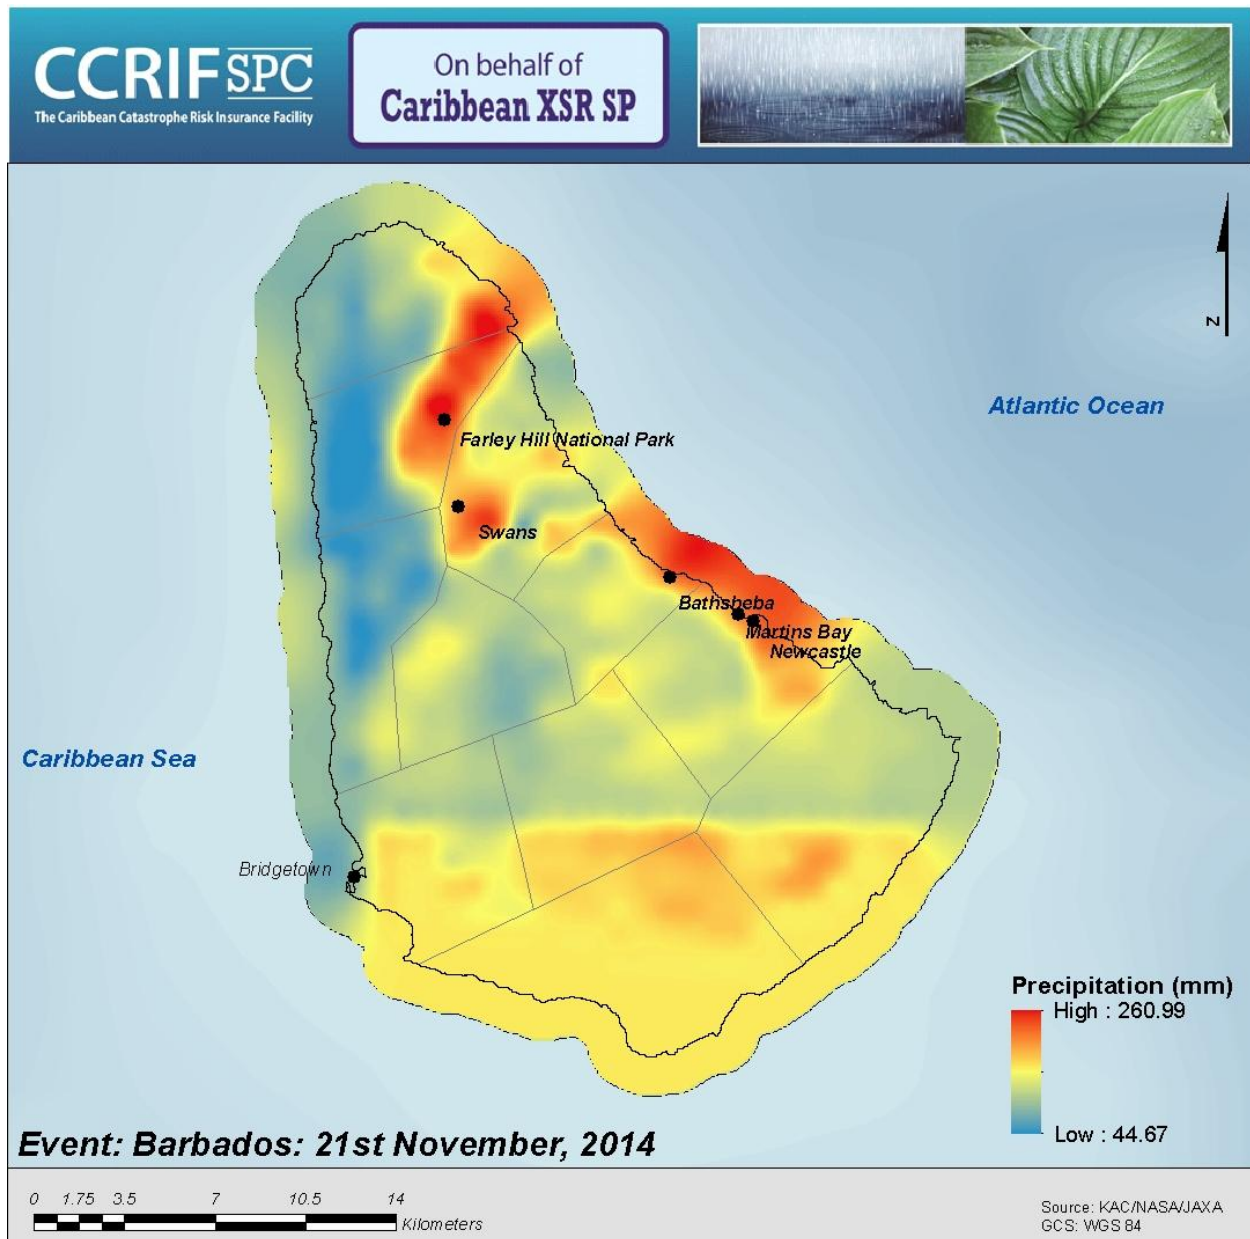 CCRIF SPC
The Caribbean Catastrophe Risk Insurance Facility
On behalf of
Caribbean XSR SP
N
Atlantic Ocean
Farley Hill National Park
Swans
Bathsheba
Martins Bay
Newcastle
Caribbean Sea
Bridgetown
Precipitation (mm)
High : 260.99
Low : 44.67
Event: Barbados: 21st November, 2014
0 1.75 3.5 7 10.5 14
Kilometers
Source: KAC/NASA/JAXA
GCS: WGS 84